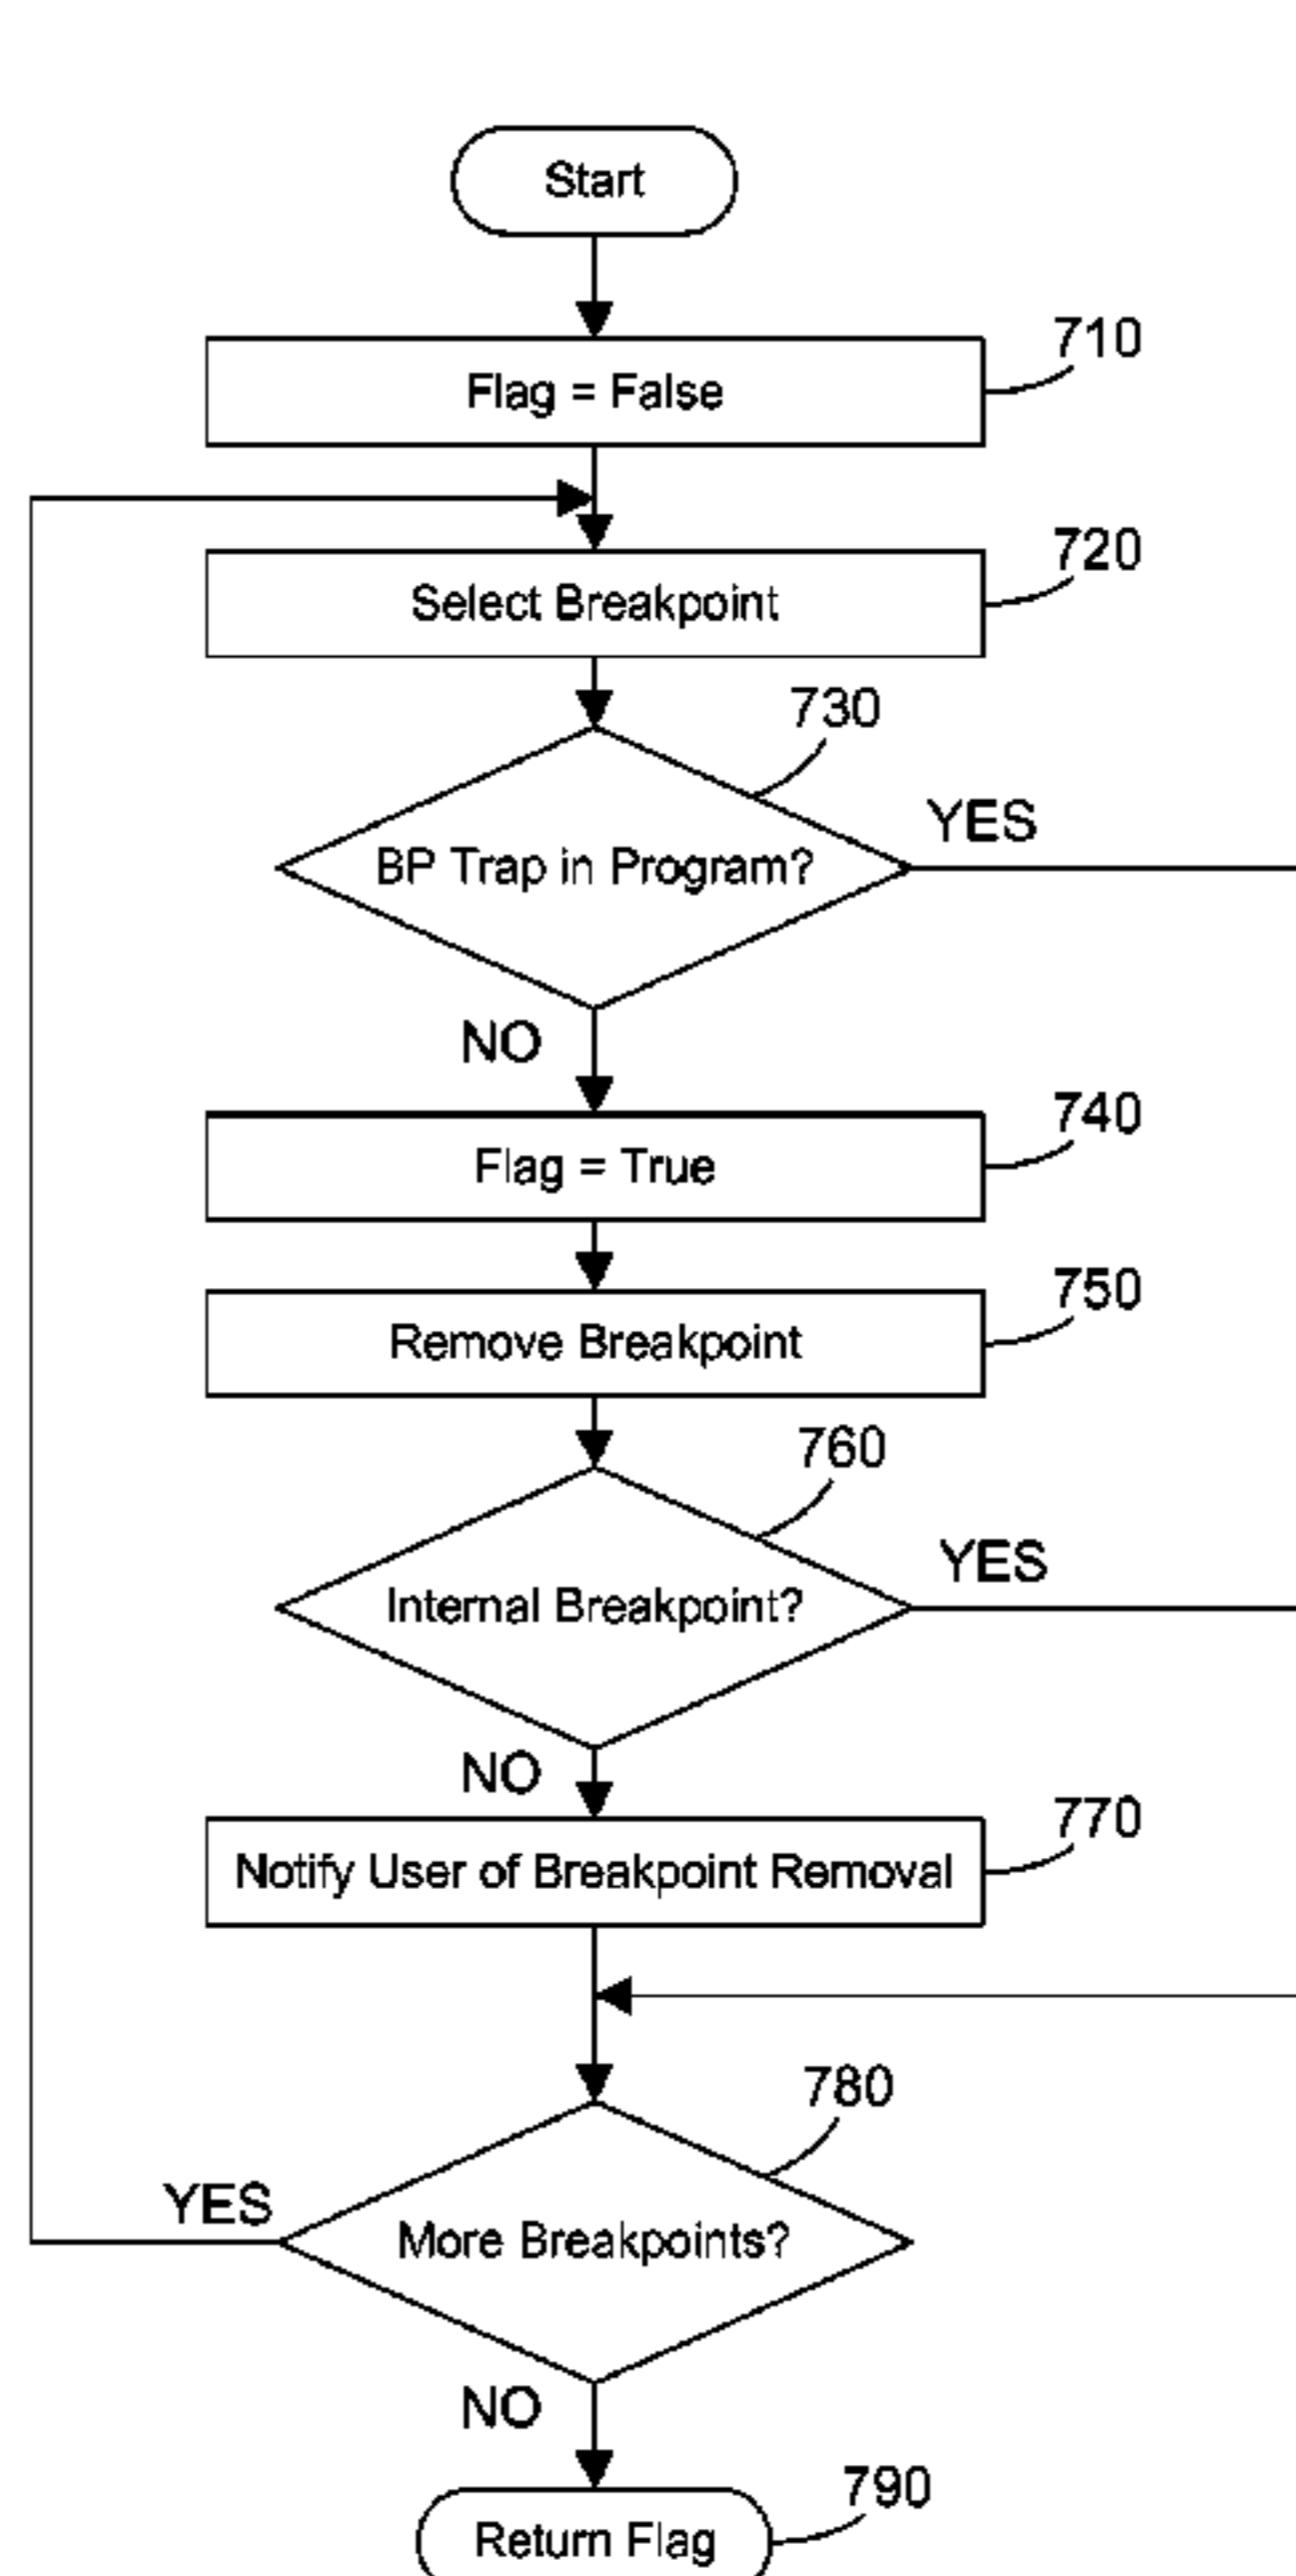 Start
710
Flag = False
720
Select Breakpoint
730
YES
BP Trap in Program?
NO
740
Flag = True
750
Remove Breakpoint
760
YES
Internal Breakpoint?
NO
770
Notify User of Breakpoint Removal
780
YES
More Breakpoints?
NO
790
Return Flag